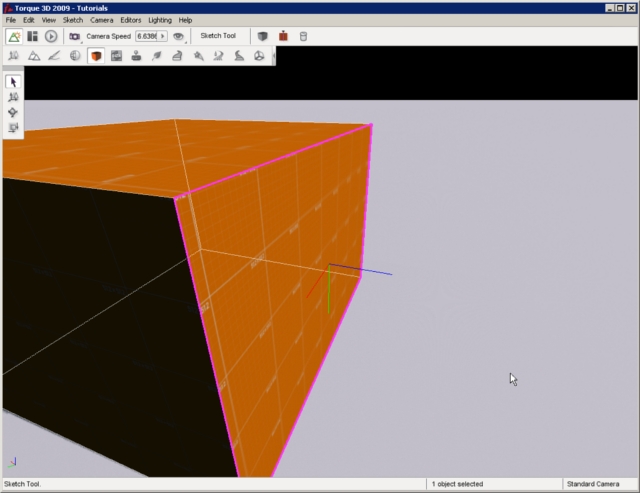 Torque 3D 2009 - Tutorials
File Edit View Sketch Camera Editors Lighting Help
Camera Speed 6.6386 Sketch Tool
Sketch Tool. 1 object selected Standard Camera